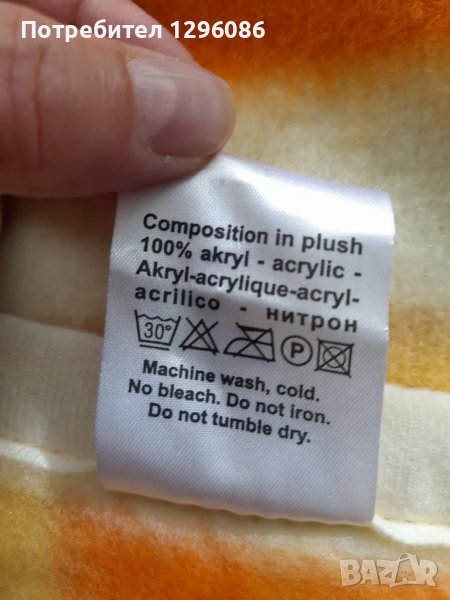 Потребител 1296086
Composition in plush
100% akryl - acrylic -
Akryl-acrylique-acryl-
acrilico - нитрон
30° P
Machine wash, cold.
No bleach. Do not iron.
Do not tumble dry.
BAZAR